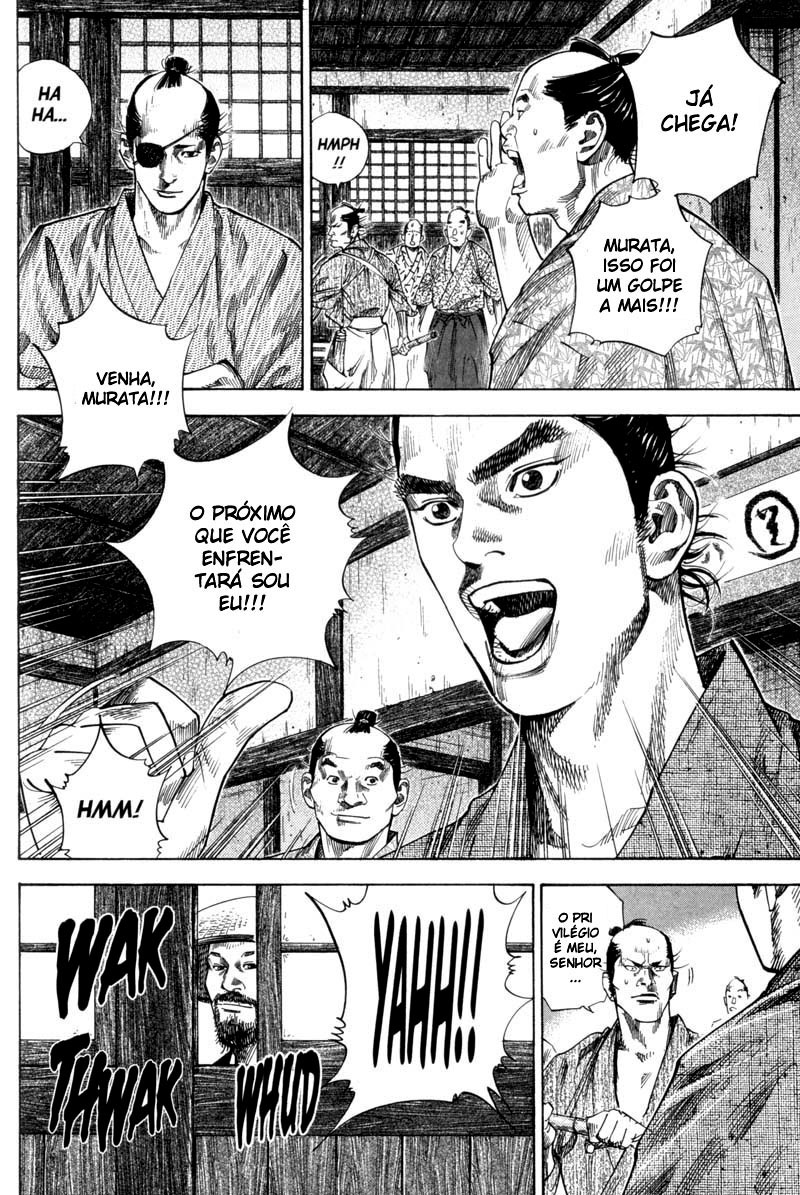 HA
HA...
HMPH
!!
JÁ
CHEGA!
MURATA,
ISSO FOI
UM GOLPE
A MAIS!!!
VENHA,
MURATA!!!
O PRÓXIMO
QUE VOCÊ
ENFREN-
TARÁ SOU
EU!!!
HMM!
WAK
THWAK
WHUD
YAHH!!
O PRI
VILÉGIO
É MEU,
SENHOR
...